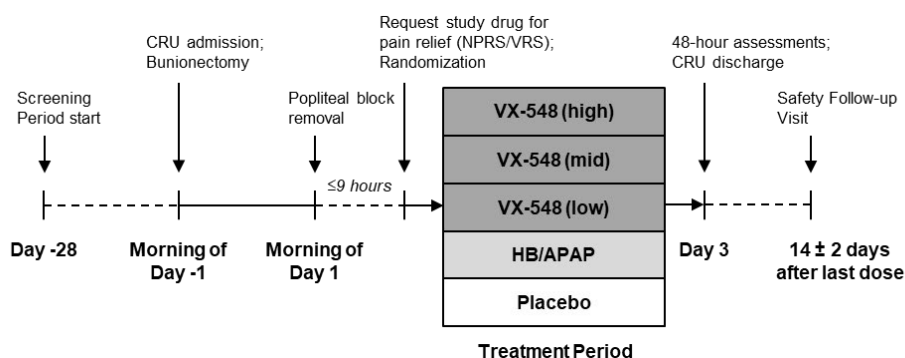 Screening
Period start
CRU admission;
Bunionectomy
Popliteal block
removal
Request study drug for
pain relief (NPRS/VRS);
Randomization
48-hour assessments;
CRU discharge
Safety Follow-up
Visit
≤9 hours
VX-548 (high)
VX-548 (mid)
VX-548 (low)
HB/APAP
Placebo
Day -28
Morning of
Day -1
Morning of
Day 1
Day 3
14 ± 2 days
after last dose
Treatment Period